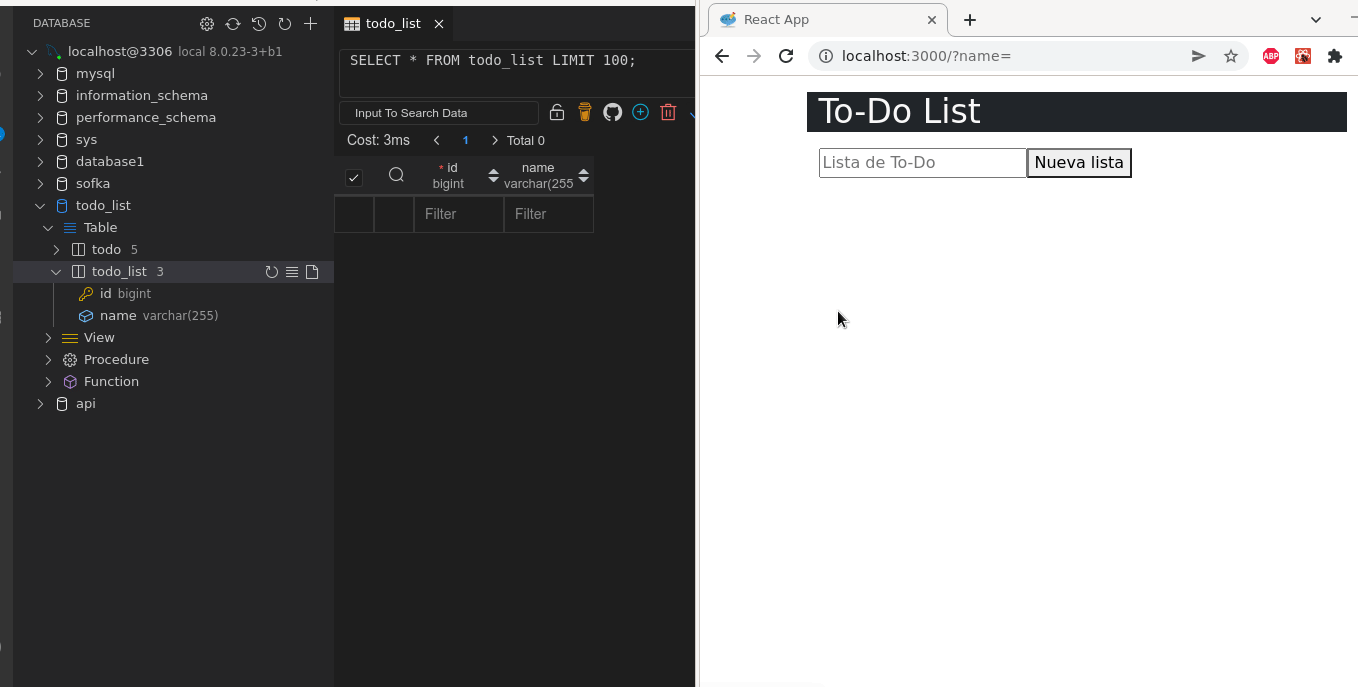 DATABASE
localhost@3306 local 8.0.23-3+b1
mysql
information_schema
performance_schema
sys
database1
sofka
todo_list
Table
todo 5
todo_list 3
id bigint
name varchar(255)
View
Procedure
Function
api
todo_list
SELECT * FROM todo_list LIMIT 100;
Input To Search Data
Cost: 3ms 1 Total 0
* id name
bigint varchar(255
Filter Filter
React App
localhost:3000/?name=
ABP
To-Do List
Lista de To-Do Nueva lista